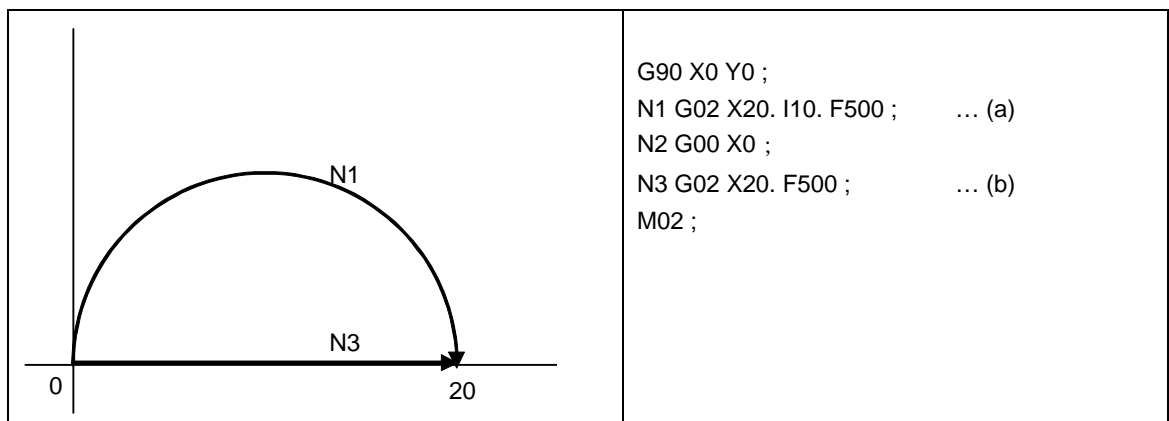 N1
N3
0
20
G90 X0 Y0 ;
N1 G02 X20. I10. F500 ; … (a)
N2 G00 X0 ;
N3 G02 X20. F500 ; … (b)
M02 ;